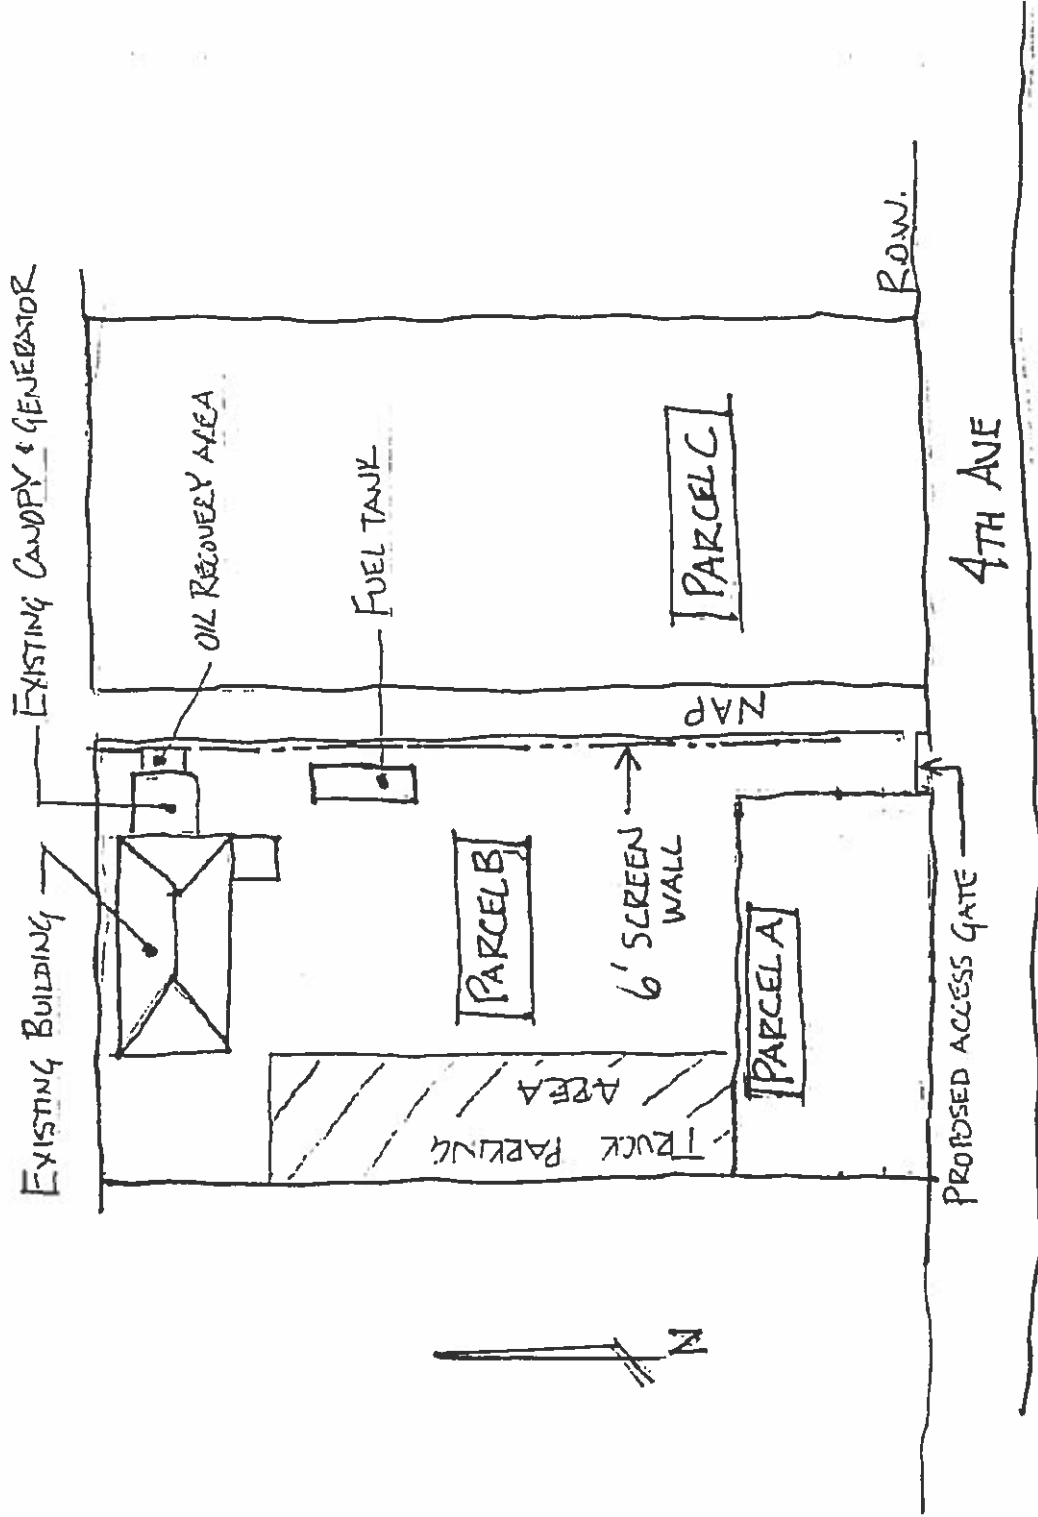 EXISTING BUILDING
EXISTING CANOPY & GENERATOR
OIL RECOVERY AREA
FUEL TANK
PARCEL B
PARCEL C
6' SCREEN
WALL
NAP
TRUCK PARKING
AREA
PARCEL A
R.O.W.
PROPOSED ACCESS GATE
4TH AVE
N